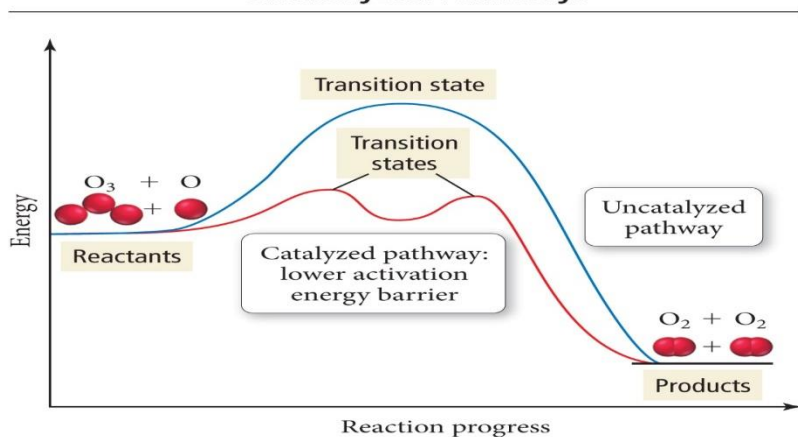 Transition state
Transition
states
O₃ + O
+
Energy
Reactants
Catalyzed pathway:
lower activation
energy barrier
Uncatalyzed
pathway
O₂ + O₂
+
Products
Reaction progress